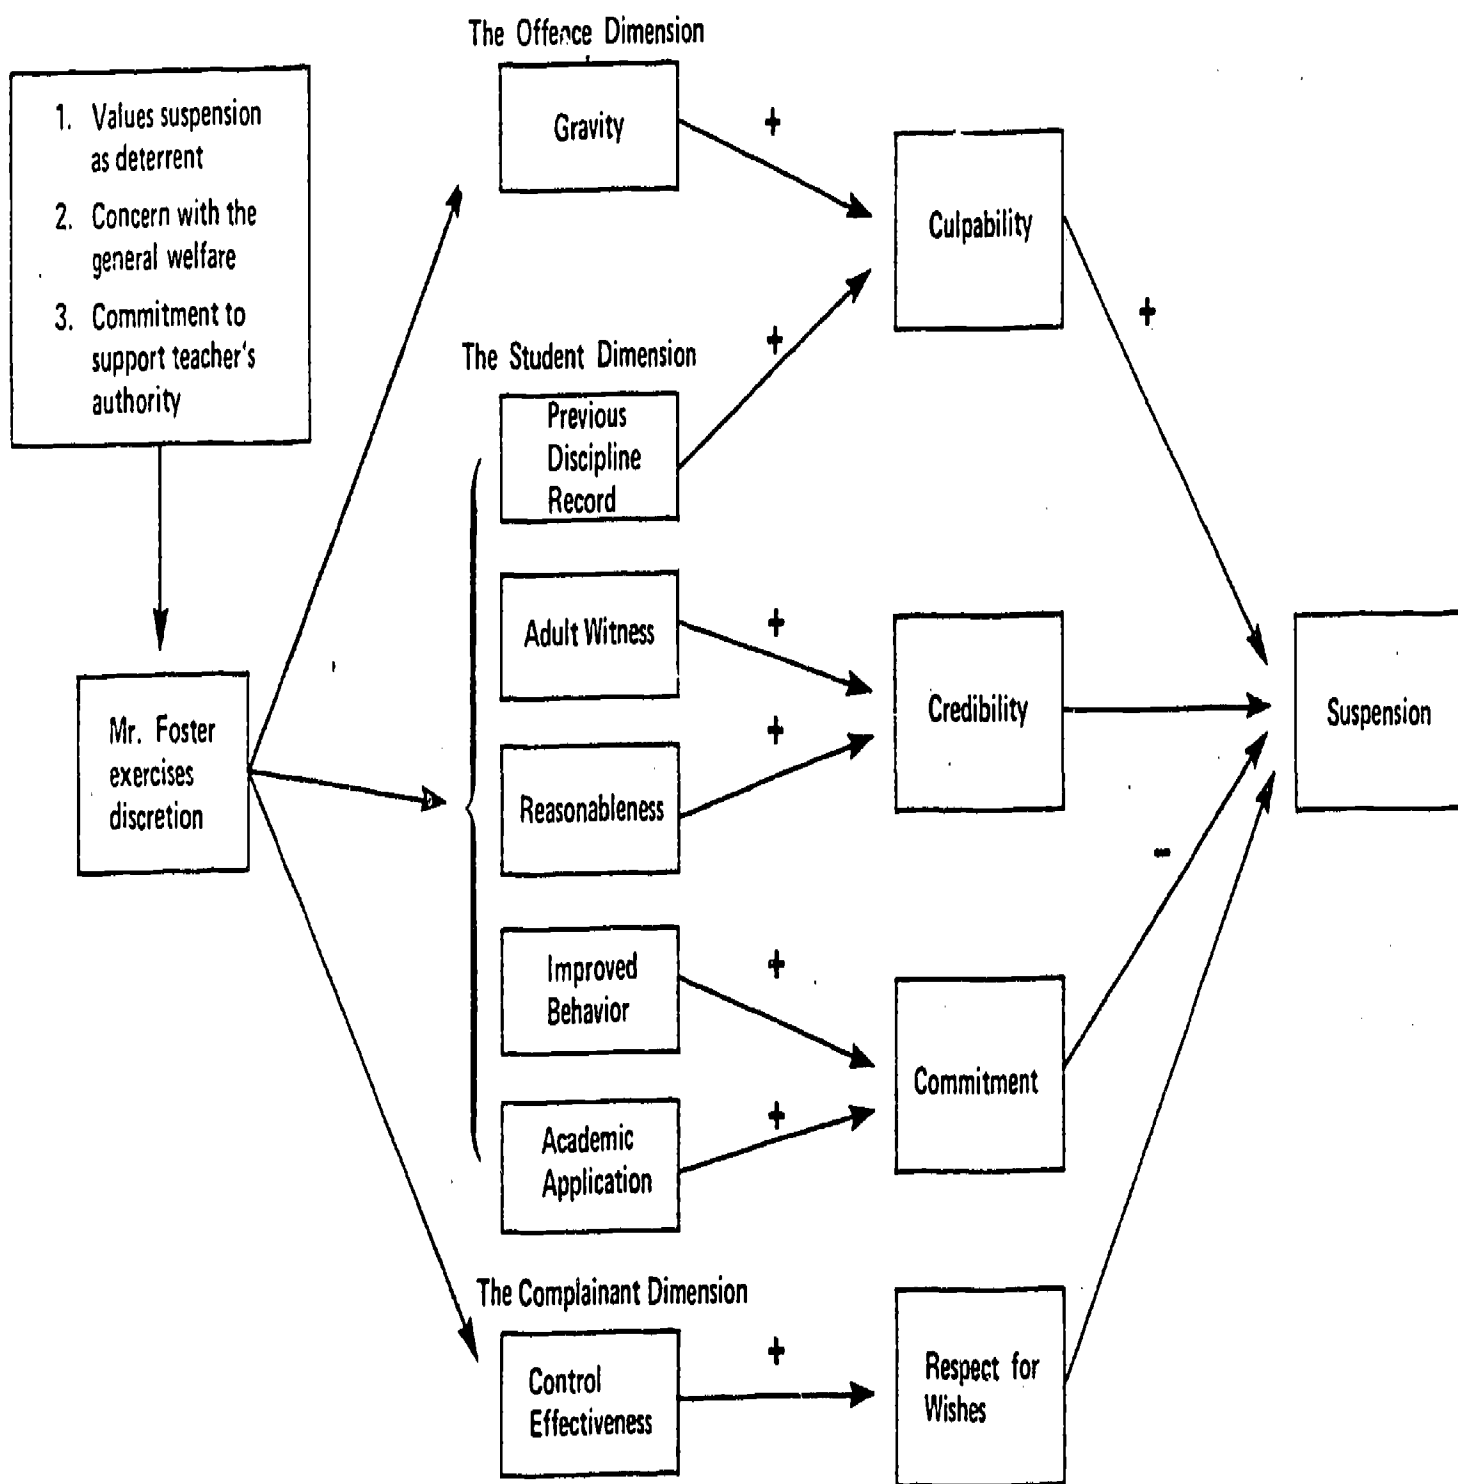 The Offence Dimension
1. Values suspension
as deterrent
2. Concern with the
general welfare
3. Commitment to
support teacher's
authority
Gravity
+
Culpability
+
The Student Dimension
+
Previous
Discipline
Record
Adult Witness
+
Mr. Foster
exercises
discretion
Reasonableness
+
Credibility
Suspension
-
Improved
Behavior
+
Commitment
Academic
Application
+
The Complainant Dimension
Control
Effectiveness
+
Respect for
Wishes